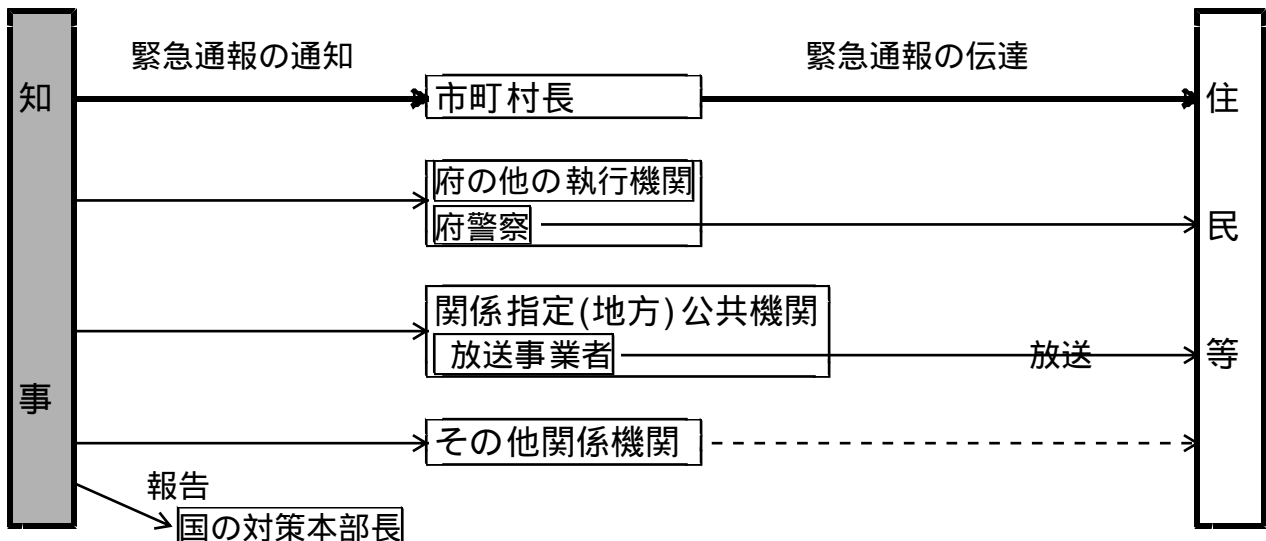 知事
緊急通報の通知
緊急通報の伝達
市町村長
府の他の執行機関
府警察
関係指定(地方)公共機関
放送事業者
放送
その他関係機関
報告
国の対策本部長
住民等